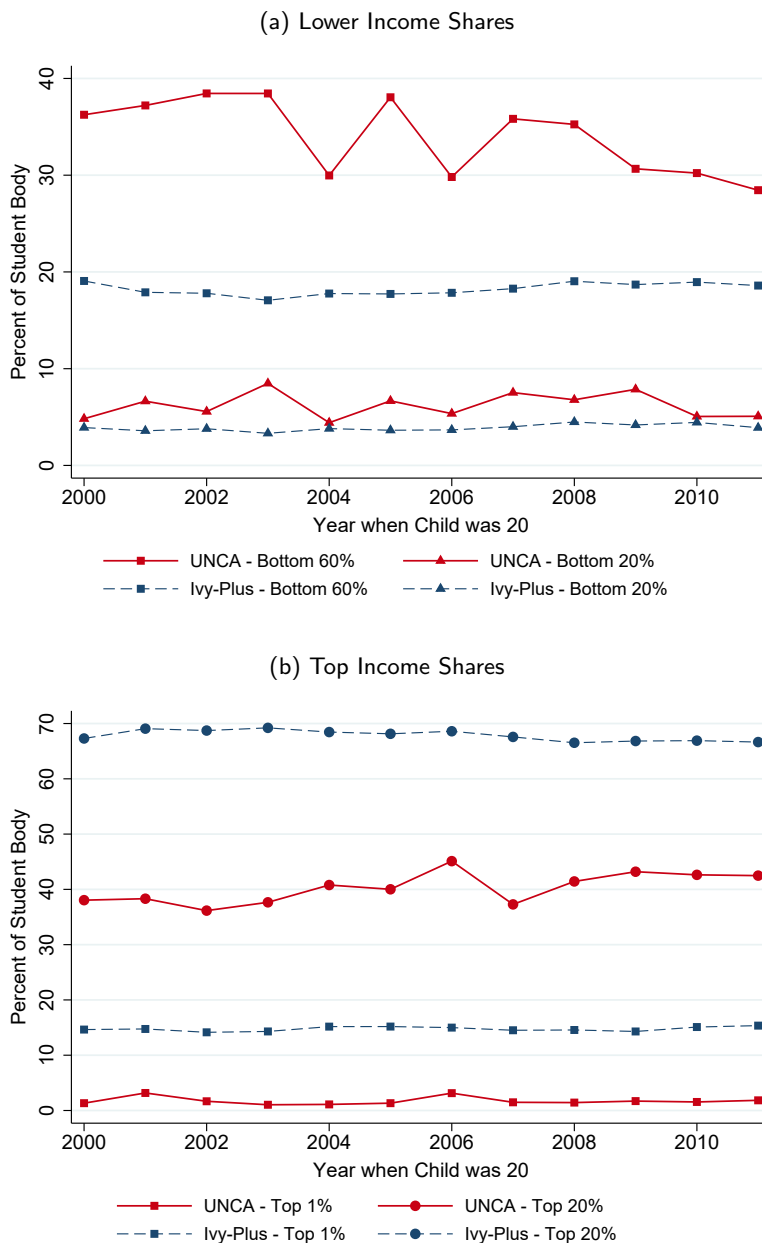 (a) Lower Income Shares
Percent of Student Body
40
30
20
10
0
2000 2002 2004 2006 2008 2010
Year when Child was 20
UNCA - Bottom 60% UNCA - Bottom 20%
Ivy-Plus - Bottom 60% Ivy-Plus - Bottom 20%
(b) Top Income Shares
Percent of Student Body
70
60
50
40
30
20
10
0
2000 2002 2004 2006 2008 2010
Year when Child was 20
UNCA - Top 1% UNCA - Top 20%
Ivy-Plus - Top 1% Ivy-Plus - Top 20%